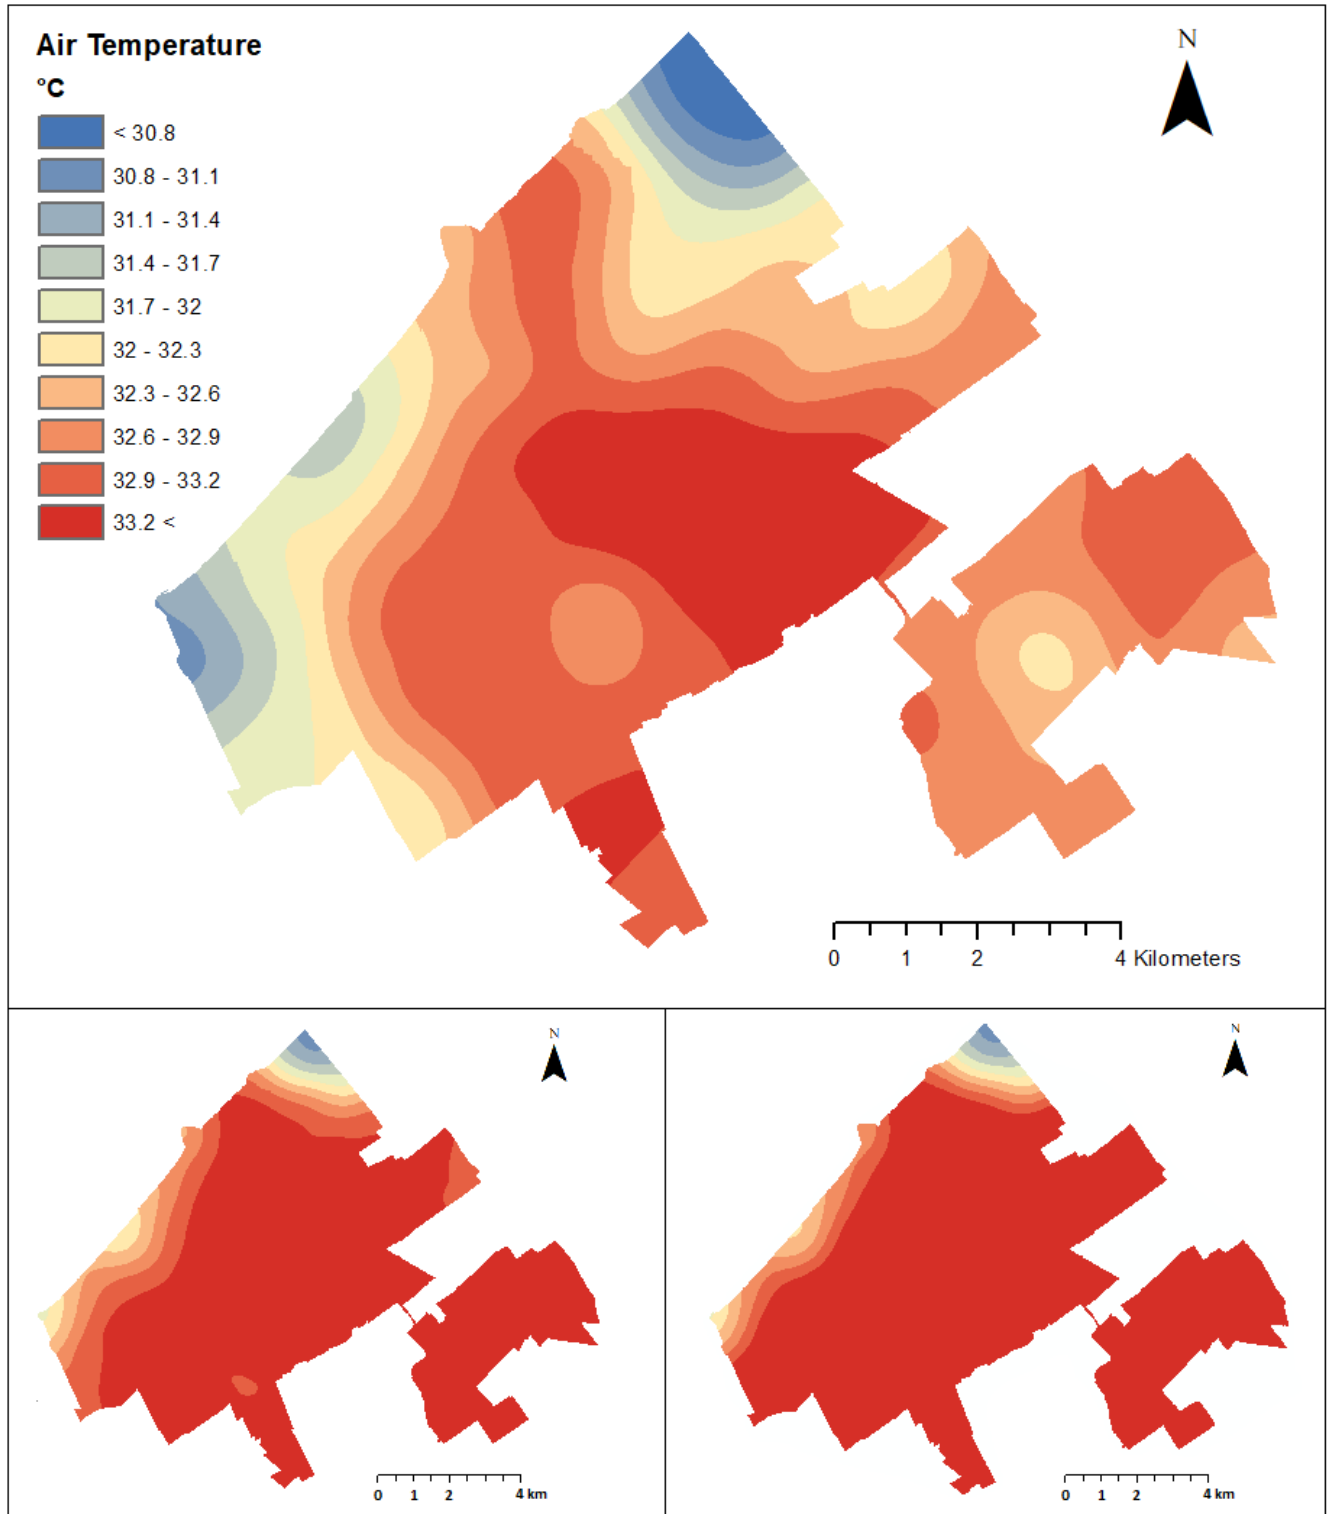 Air Temperature
°C
< 30.8
30.8 - 31.1
31.1 - 31.4
31.4 - 31.7
31.7 - 32
32 - 32.3
32.3 - 32.6
32.6 - 32.9
32.9 - 33.2
33.2 <
N
0 1 2 4 Kilometers
N
0 1 2 4 km
N
0 1 2 4 km